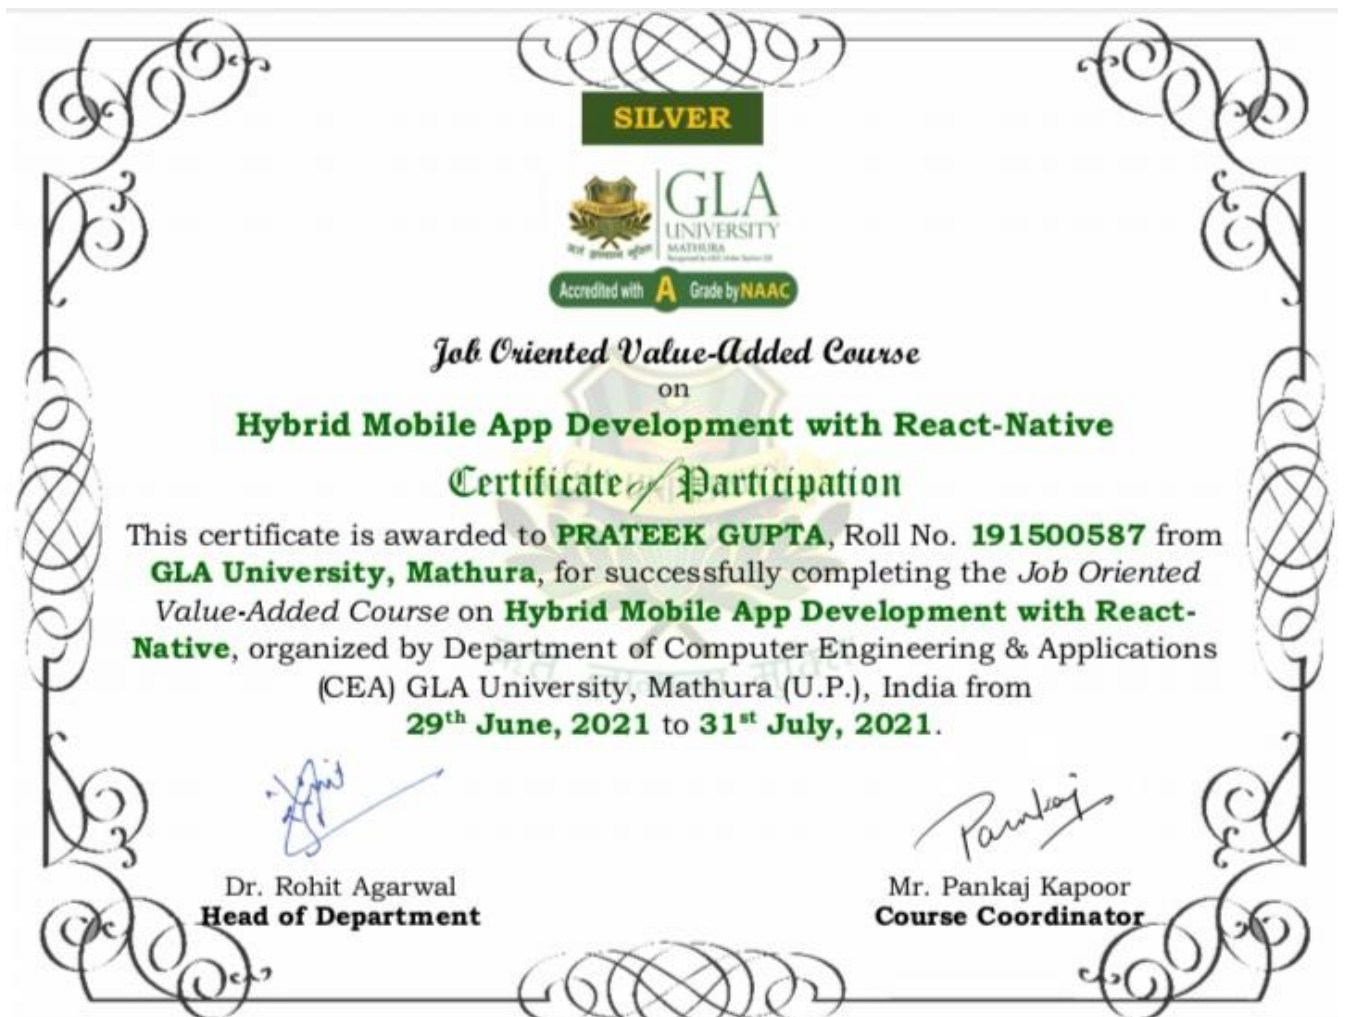 SILVER
GLA
UNIVERSITY
MATHURA
Accredited with A Grade by NAAC
Job Oriented Value-Added Course
on
Hybrid Mobile App Development with React-Native
Certificate of Participation
This certificate is awarded to PRATEEK GUPTA, Roll No. 191500587 from
GLA University, Mathura, for successfully completing the Job Oriented
Value-Added Course on Hybrid Mobile App Development with React-
Native, organized by Department of Computer Engineering & Applications
(CEA) GLA University, Mathura (U.P.), India from
29th June, 2021 to 31st July, 2021.
Pankaj
Dr. Rohit Agarwal
Head of Department
Mr. Pankaj Kapoor
Course Coordinator